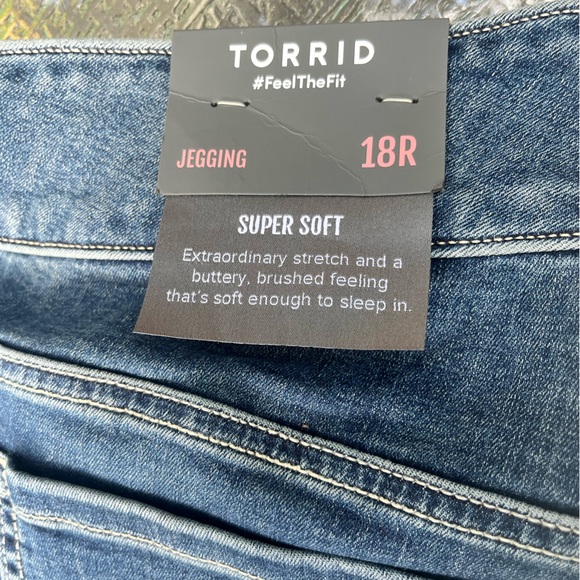 TORRID
#FeelTheFit
JEGGING 18R
SUPER SOFT
Extraordinary stretch and a
buttery, brushed feeling
that's soft enough to sleep in.